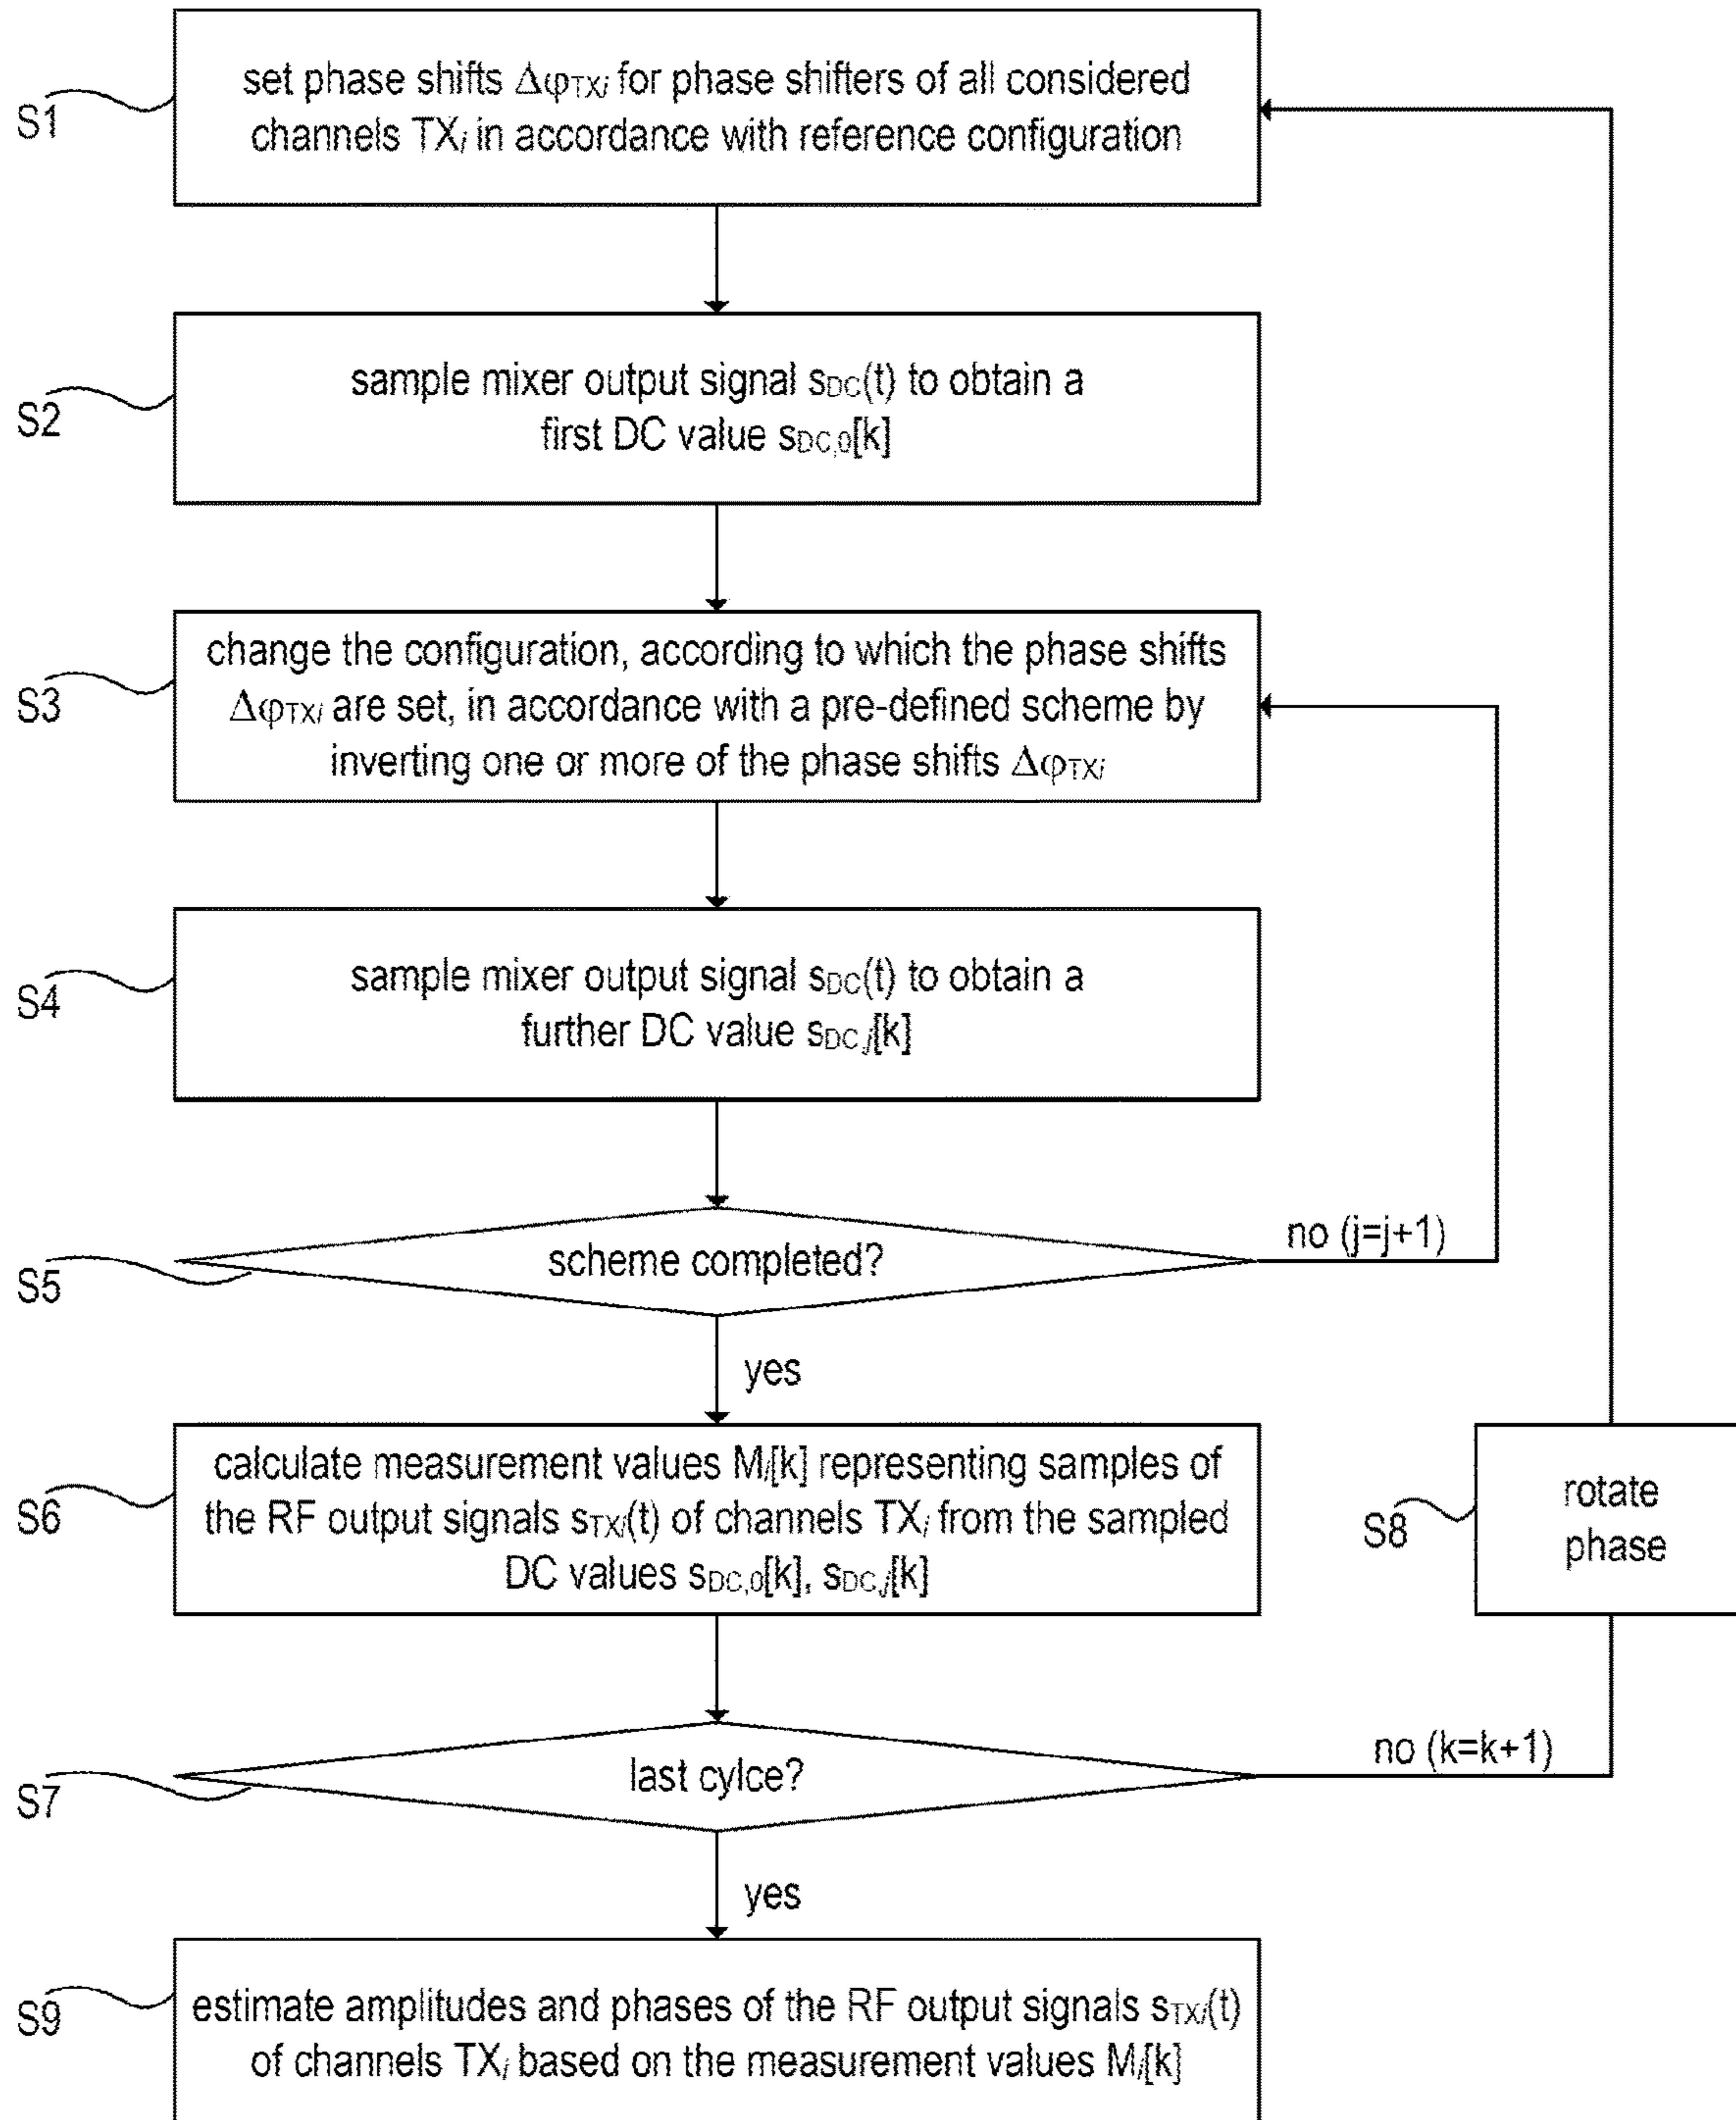 S1
set phase shifts ΔφTXi for phase shifters of all considered
channels TXi in accordance with reference configuration
S2
sample mixer output signal sDC(t) to obtain a
first DC value sDC,0[k]
S3
change the configuration, according to which the phase shifts
ΔφTXi are set, in accordance with a pre-defined scheme by
inverting one or more of the phase shifts ΔφTXi
S4
sample mixer output signal sDC(t) to obtain a
further DC value sDC,j[k]
S5
scheme completed?
no (j=j+1)
yes
S6
calculate measurement values Mi[k] representing samples of
the RF output signals sTXi(t) of channels TXi from the sampled
DC values sDC,0[k], sDC,j[k]
S8
rotate
phase
S7
last cylce?
no (k=k+1)
yes
S9
estimate amplitudes and phases of the RF output signals sTXi(t)
of channels TXi based on the measurement values Mi[k]